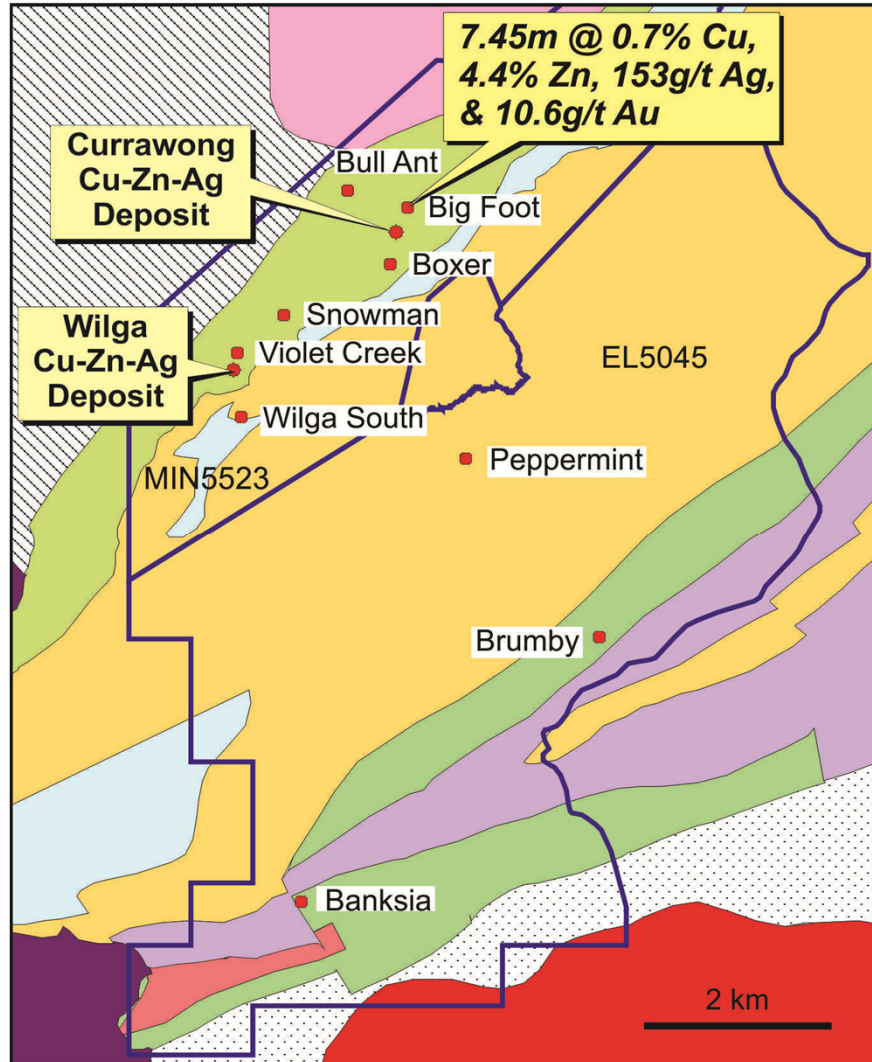 7.45m @ 0.7% Cu,
4.4% Zn, 153g/t Ag,
& 10.6g/t Au
Currawong
Cu-Zn-Ag
Deposit
Bull Ant
Big Foot
Boxer
Snowman
Wilga
Cu-Zn-Ag
Deposit
Violet Creek
EL5045
Wilga South
Peppermint
MIN5523
Brumby
Banksia
2 km